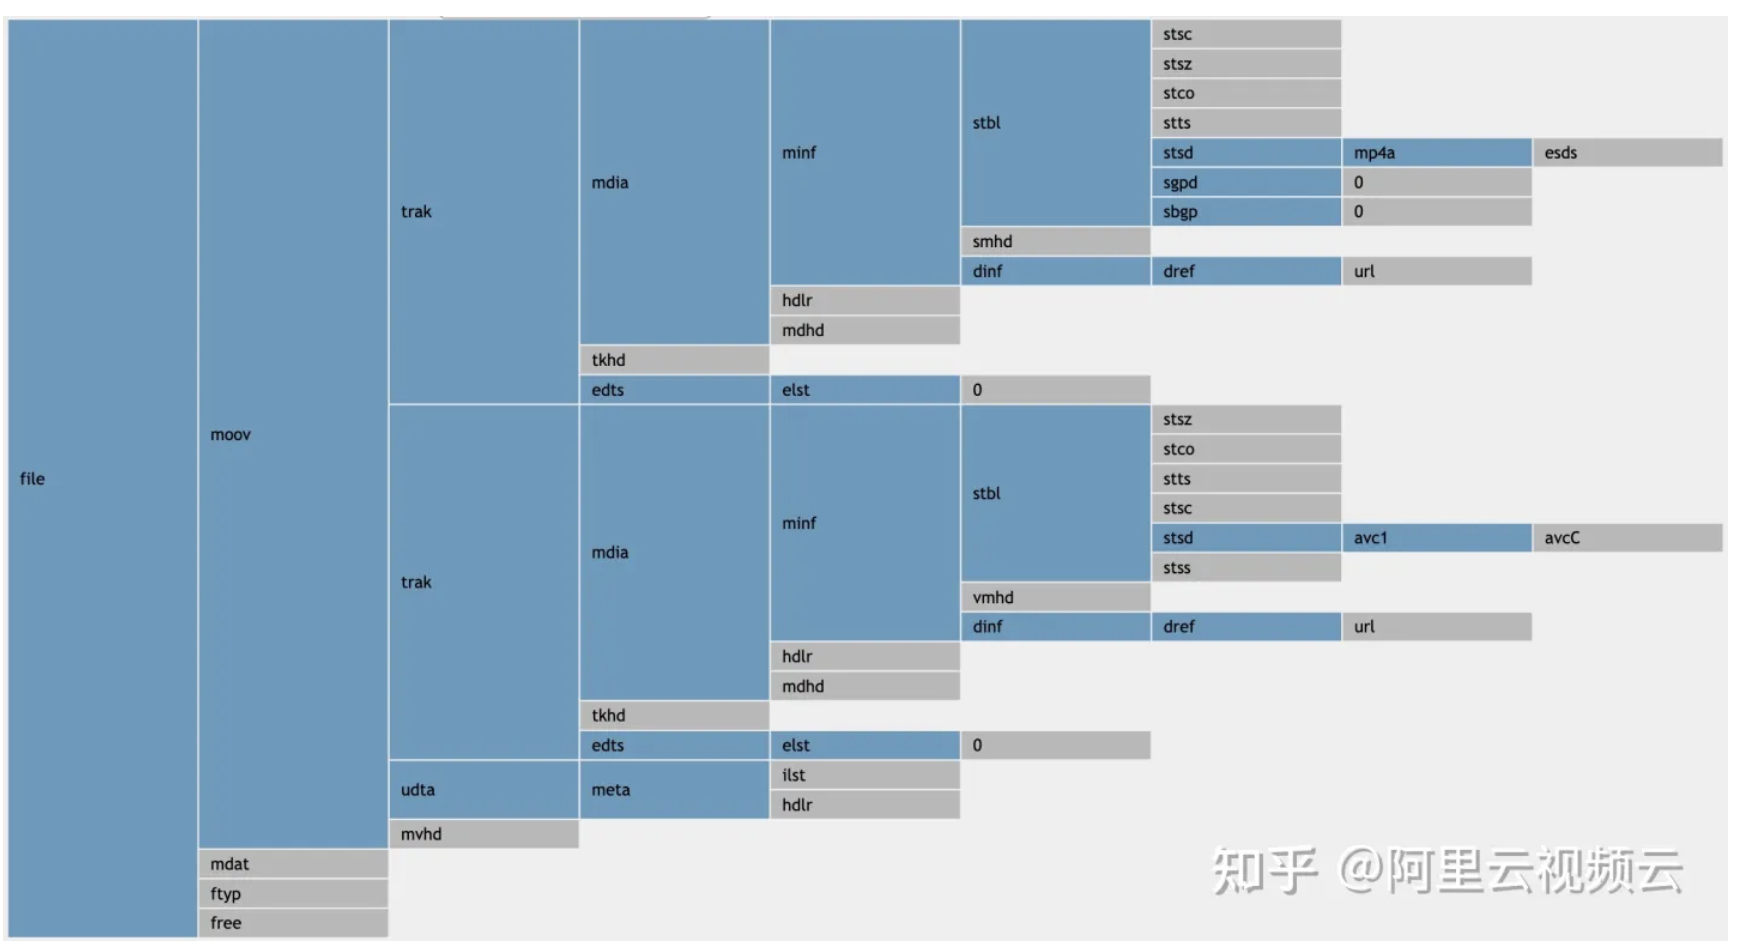 stsc
stsz
stco
stbl
stts
minf
stsd mp4a esds
mdia
sgpd 0
trak
sbgp 0
smhd
dinf dref url
hdlr
mdhd
tkhd
edts elst 0
stsz
moov
stco
file
stts
stbl
stsc
minf
stsd avc1 avcC
mdia
stss
trak
vmhd
dinf dref url
hdlr
mdhd
tkhd
edts elst 0
ilst
udta meta
hdlr
mvhd
mdat
ftyp
free
知乎 @阿里云视频云